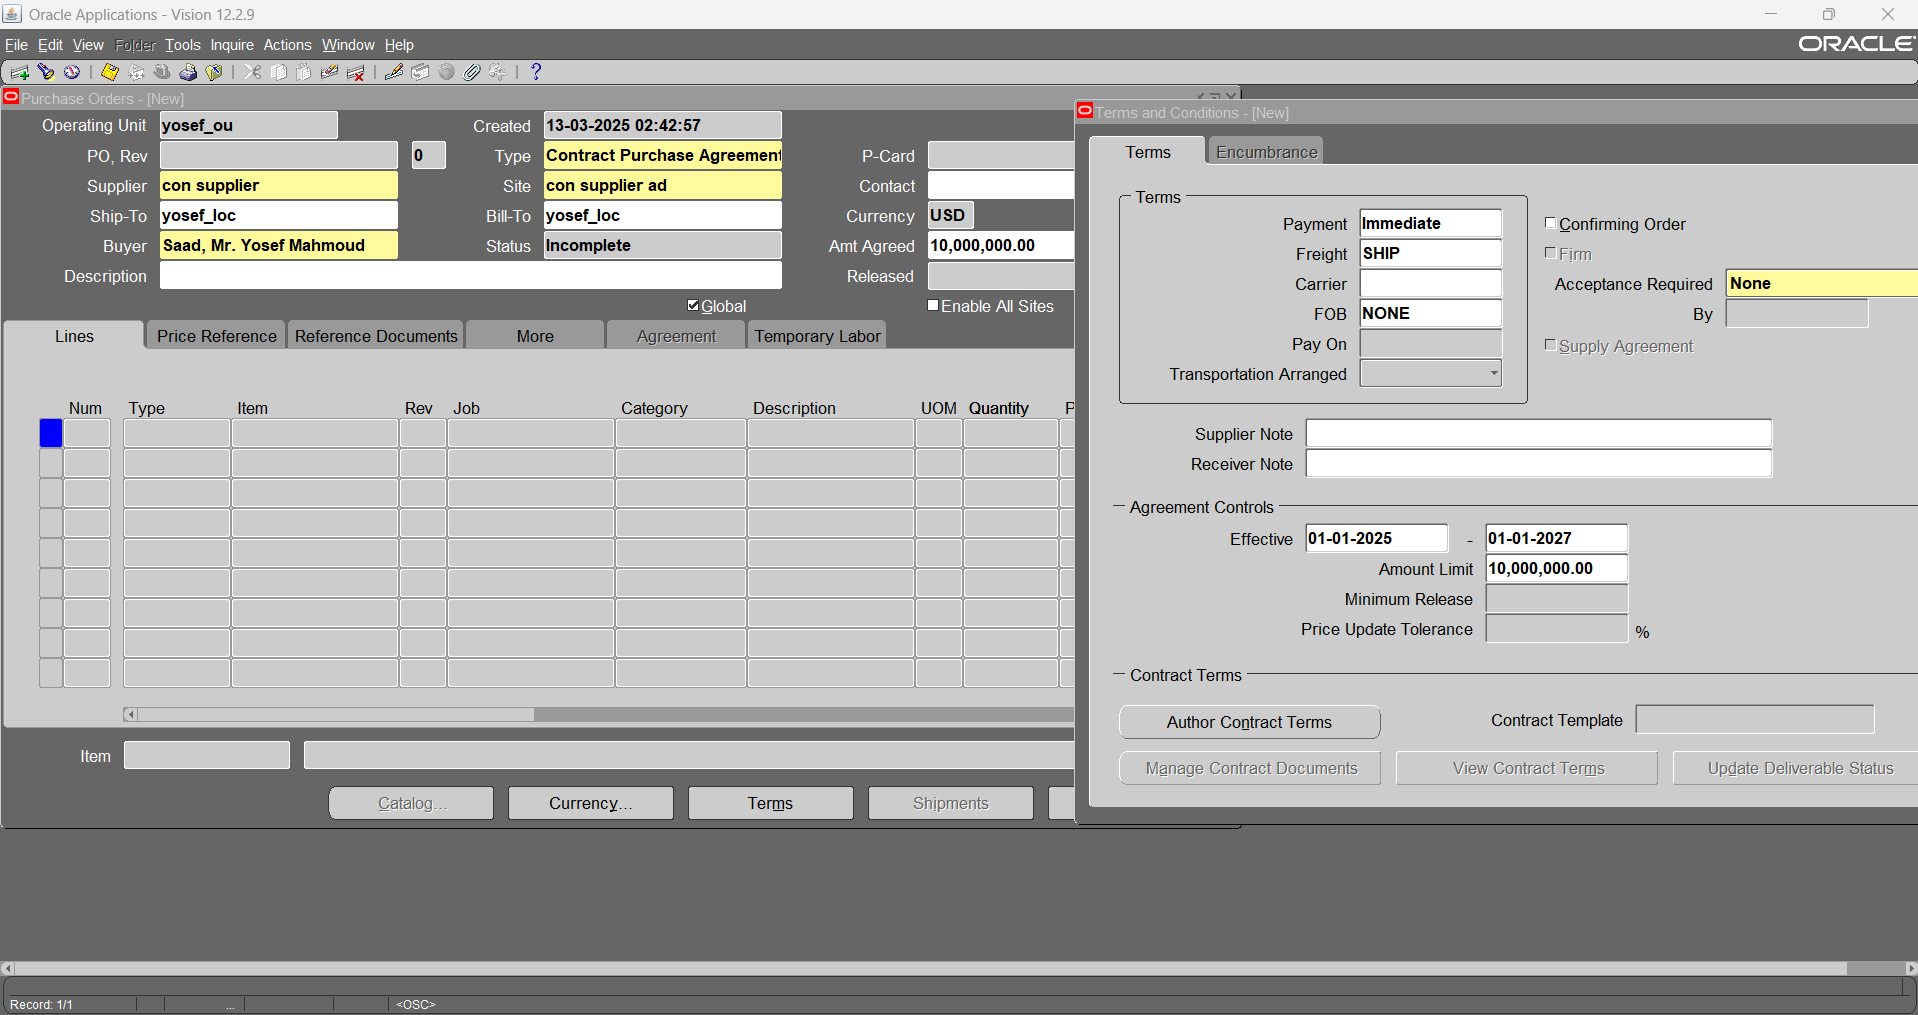 Oracle Applications - Vision 12.2.9
File Edit View Folder Tools Inquire Actions Window Help
ORACLE
Purchase Orders - [New]
Operating Unit yosef_ou Created 13-03-2025 02:42:57
PO, Rev 0 Type Contract Purchase Agreement P-Card
Supplier con supplier Site con supplier ad Contact
Ship-To yosef_loc Bill-To yosef_loc Currency USD
Buyer Saad, Mr. Yosef Mahmoud Status Incomplete Amt Agreed 10,000,000.00
Description Released
Global Enable All Sites
Lines Price Reference Reference Documents More Agreement Temporary Labor
Num Type Item Rev Job Category Description UOM Quantity P
Item
Catalog... Currency... Terms Shipments
Terms and Conditions - [New]
Terms Encumbrance
Terms
Payment Immediate Confirming Order
Freight SHIP Firm
Carrier Acceptance Required None
FOB NONE By
Pay On Supply Agreement
Transportation Arranged
Supplier Note
Receiver Note
Agreement Controls
Effective 01-01-2025 - 01-01-2027
Amount Limit 10,000,000.00
Minimum Release
Price Update Tolerance %
Contract Terms
Author Contract Terms Contract Template
Manage Contract Documents View Contract Terms Update Deliverable Status
Record: 1/1 ... <OSC>